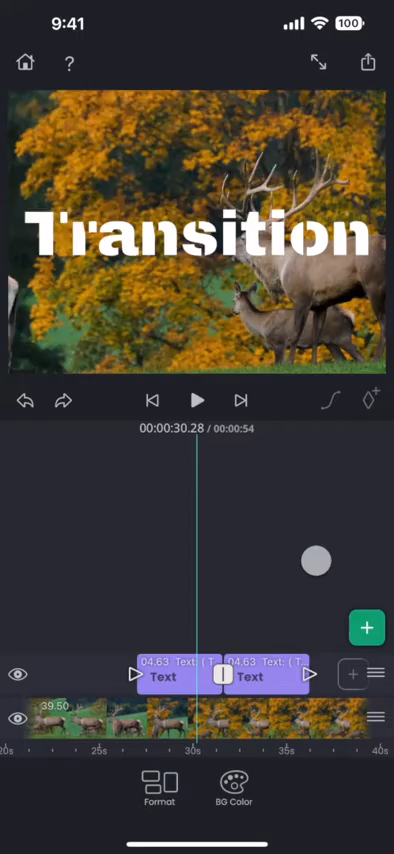 9:41
100
?
Transition
00:00:30.28 / 00:00:54
04.63 Text: ( T...
04.63 Text: ( T...
Text
Text
39.50
20s
25s
30s
35s
40s
Format
BG Color